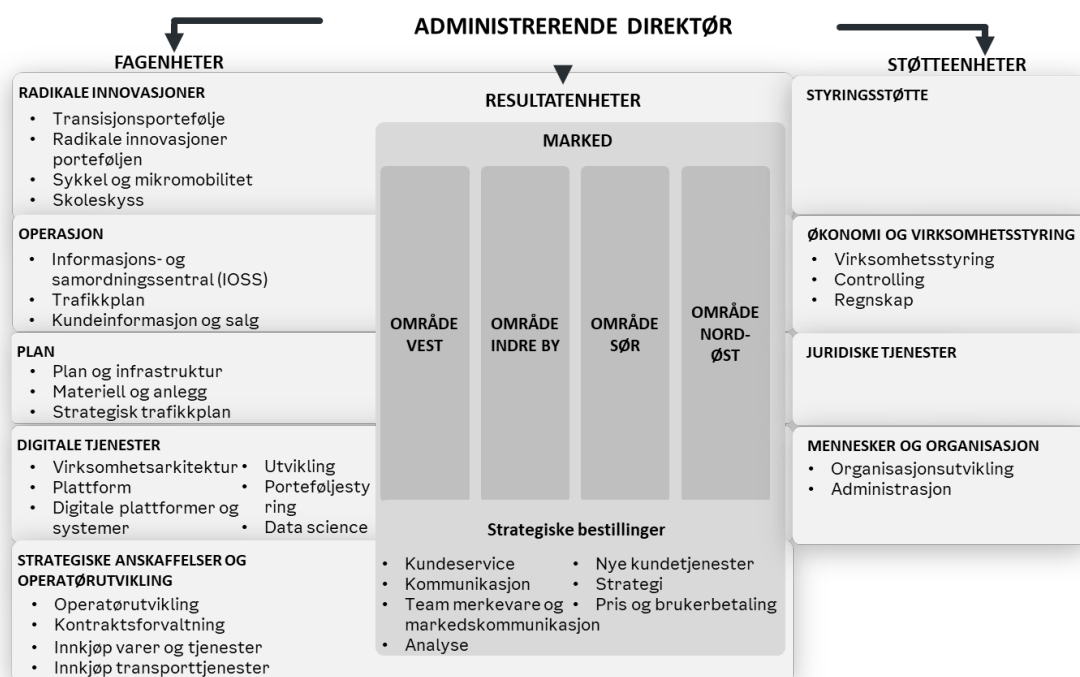 ADMINISTRERENDE DIREKTØR
FAGENHETER
RADIKALE INNOVASJONER
• Transisjonsportefølje
• Radikale innovasjoner
porteføljen
• Sykkel og mikromobilitet
• Skoleskyss
OPERASJON
• Informasjons- og
samordningssentral (IOSS)
• Trafikkplan
• Kundeinformasjon og salg
PLAN
• Plan og infrastruktur
• Materiell og anlegg
• Strategisk trafikkplan
DIGITALE TJENESTER
• Virksomhetsarkitektur
• Plattform
• Digitale plattformer og
systemer
• Utvikling
• Porteføljesty
ring
• Data science
STRATEGISKE ANSKAFFELSER OG
OPERATØRUTVIKLING
• Operatørutvikling
• Kontraktsforvaltning
• Innkjøp varer og tjenester
• Innkjøp transporttjenester
RESULTATENHETER
MARKED
OMRÅDE
VEST
OMRÅDE
INDRE BY
OMRÅDE
SØR
OMRÅDE
NORD-
ØST
Strategiske bestillinger
• Kundeservice
• Kommunikasjon
• Team merkevare og
markedskommunikasjon
• Analyse
• Nye kundetjenester
• Strategi
• Pris og brukerbetaling
STØTTEENHETER
STYRINGSSTØTTE
ØKONOMI OG VIRKSOMHETSSTYRING
• Virksomhetsstyring
• Controlling
• Regnskap
JURIDISKE TJENESTER
MENNESKER OG ORGANISASJON
• Organisasjonsutvikling
• Administrasjon